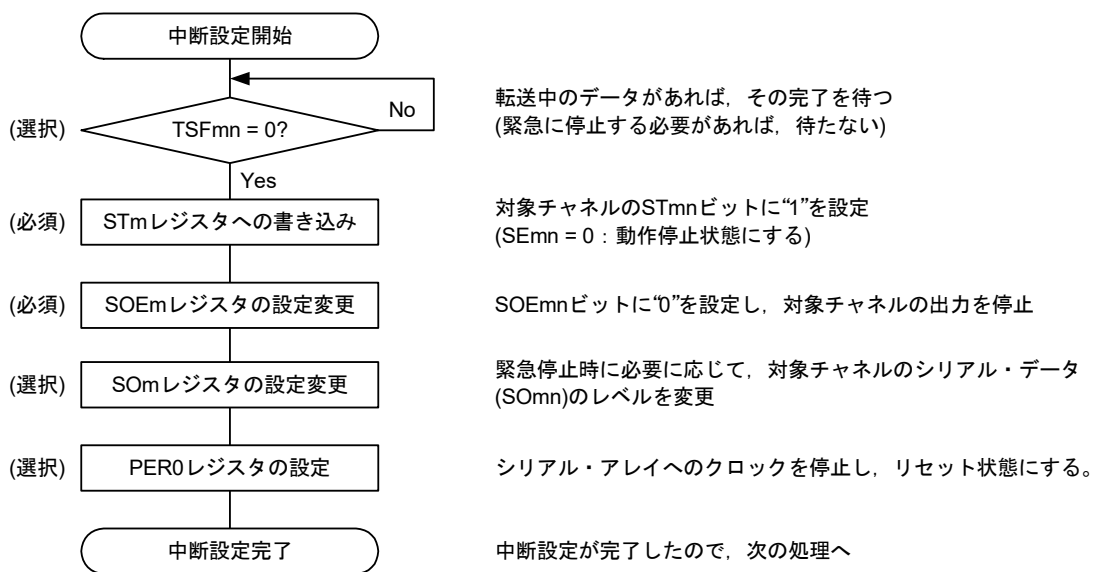 中断設定開始
No
転送中のデータがあれば，その完了を待つ
(選択) TSFmn = 0?
(緊急に停止する必要があれば，待たない)
Yes
(必須) STmレジスタへの書き込み
対象チャネルのSTmnビットに“1”を設定
(SEmn = 0：動作停止状態にする)
(必須) SOEmレジスタの設定変更
SOEmnビットに“0”を設定し，対象チャネルの出力を停止
(選択) SOmレジスタの設定変更
緊急停止時に必要に応じて，対象チャネルのシリアル・データ
(SOmn)のレベルを変更
(選択) PER0レジスタの設定
シリアル・アレイへのクロックを停止し，リセット状態にする。
中断設定完了
中断設定が完了したので，次の処理へ